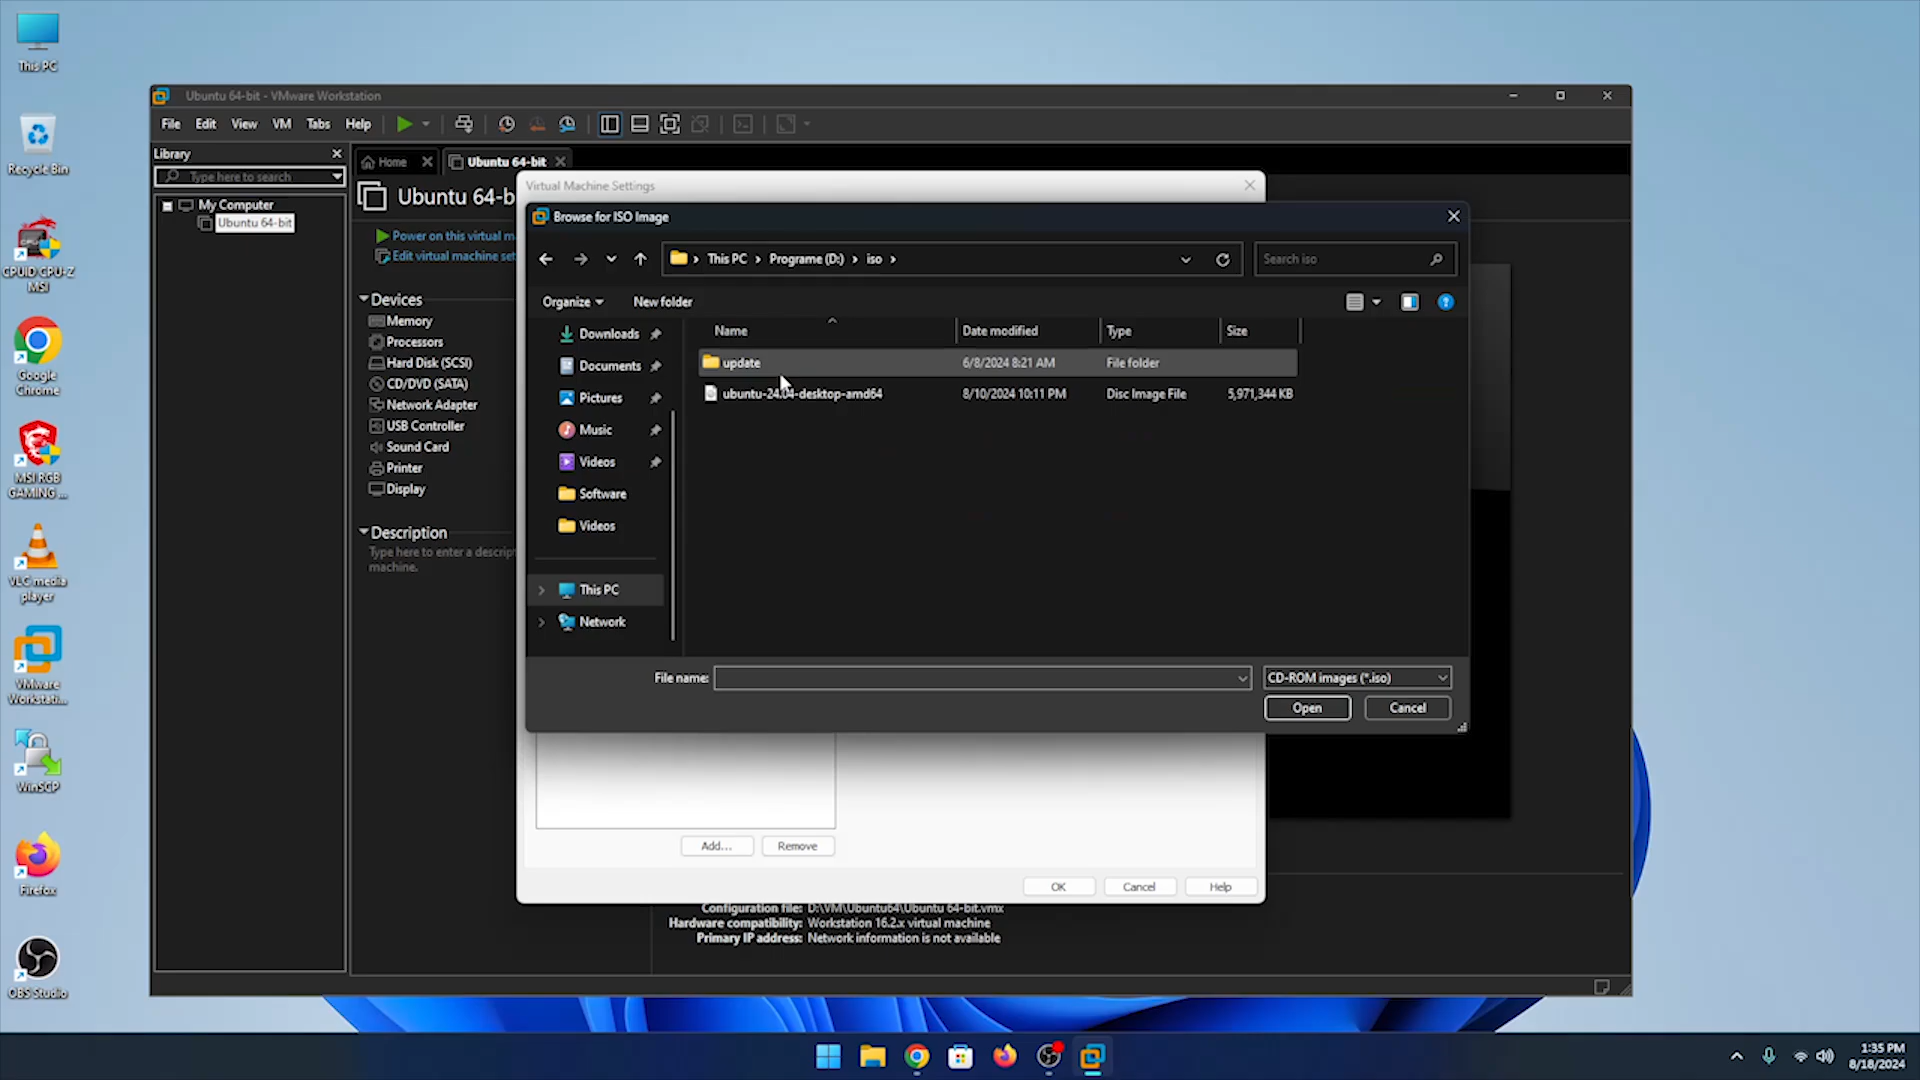 This PC
Recycle Bin
CPUID CPU-Z
MSI
Google
Chrome
MSI RGB
GAMING ...
VLC media
player
VMware
Workstati...
WinSCP
Firefox
OBS Studio
Ubuntu 64-bit - VMware Workstation
File Edit View VM Tabs Help
Library
Type here to search
My Computer
Ubuntu 64-bit
Home
Ubuntu 64-bit
Ubuntu 64-b
Power on this virtual m
Edit virtual machine set
Devices
Memory
Processors
Hard Disk (SCSI)
CD/DVD (SATA)
Network Adapter
USB Controller
Sound Card
Printer
Display
Description
Type here to enter a descript
machine.
Virtual Machine Settings
Browse for ISO Image
This PC > Programe (D:) > iso >
Search iso
Organize
New folder
Downloads
Documents
Pictures
Music
Videos
Software
Videos
This PC
Network
Name Date modified Type Size
update 6/8/2024 8:21 AM File folder
ubuntu-24.04-desktop-amd64 8/10/2024 10:11 PM Disc Image File 5,971,344 KB
File name:
CD-ROM images (*.iso)
Open Cancel
Add... Remove
OK Cancel Help
Configuration file: D:\VM\Ubuntu64\Ubuntu 64-bit.vmx
Hardware compatibility: Workstation 16.2.x virtual machine
Primary IP address: Network information is not available
1:35 PM
8/18/2024